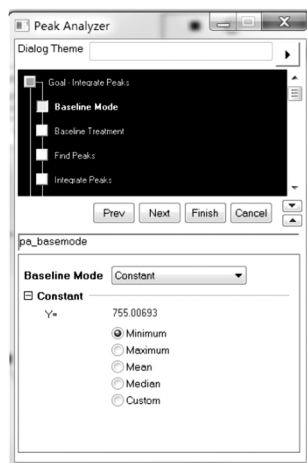 Peak Analyzer
Dialog Theme
Goal - Integrate Peaks
Baseline Mode
Baseline Treatment
Find Peaks
Integrate Peaks
Prev Next Finish Cancel
pa_basemode
Baseline Mode Constant
Constant
Y= 755.00693
Minimum
Maximum
Mean
Median
Custom